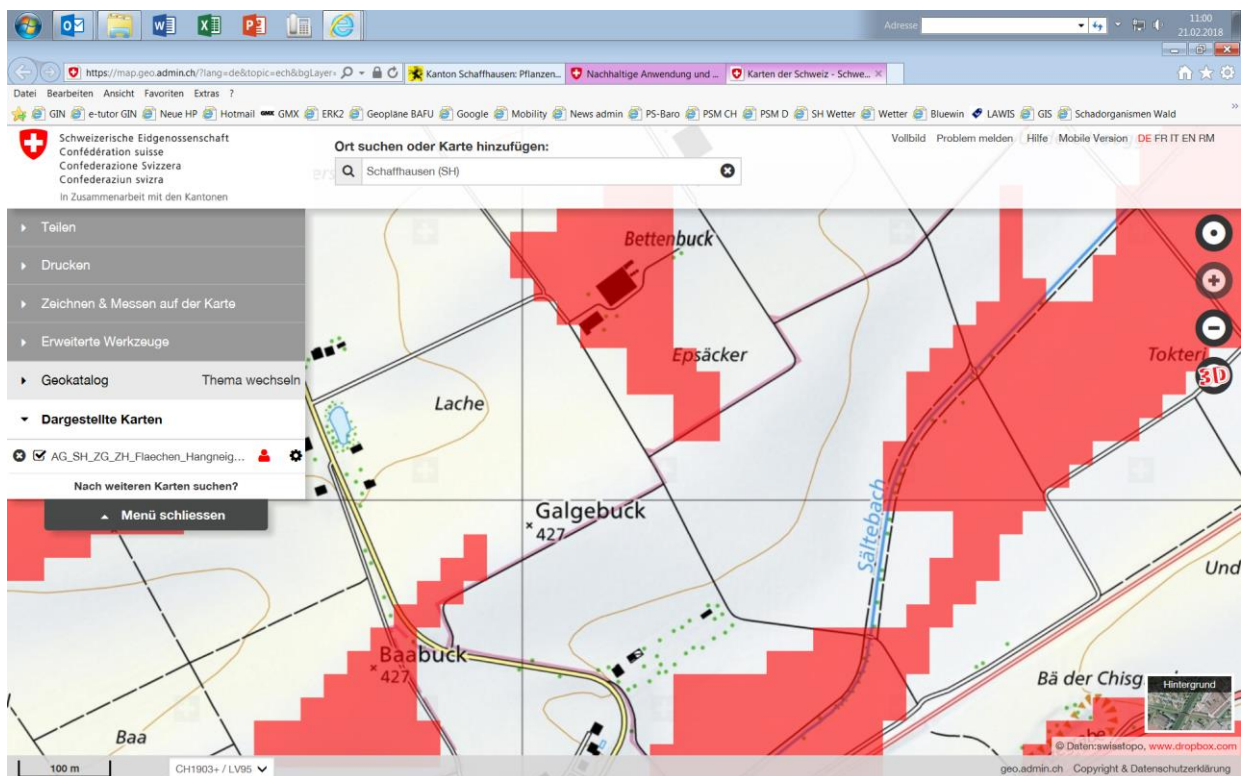 Adresse
11:00
21.02.2018
https://map.geo.admin.ch/?lang=de&topic=ech&bgLayer=
Kanton Schaffhausen: Pflanzen...
Nachhaltige Anwendung und ...
Karten der Schweiz - Schwe...
Datei Bearbeiten Ansicht Favoriten Extras ?
GIN e-tutor GIN Neue HP Hotmail GMX GMX ERK2 Geopläne BAFU Google Mobility News admin PS-Baro PSM CH PSM D SH Wetter Wetter Bluewin LAWIS GIS Schadorganismen Wald »
Schweizerische Eidgenossenschaft
Confédération suisse
Confederazione Svizzera
Confederaziun svizra
In Zusammenarbeit mit den Kantonen
Ort suchen oder Karte hinzufügen:
Schaffhausen (SH)
Vollbild Problem melden Hilfe Mobile Version DE FR IT EN RM
Teilen
Drucken
Zeichnen & Messen auf der Karte
Erweiterte Werkzeuge
Geokatalog Thema wechseln
Dargestellte Karten
AG_SH_ZG_ZH_Flaechen_Hangneig...
Nach weiteren Karten suchen?
Menü schliessen
Bettenbuck
Epsäcker
Tokteri
3D
Lache
Galgebuck
427
Sältebach
Und
Baabuck
427
Bä der Chisg
Hintergrund
Baa
© Daten:swisstopo, www.dropbox.com
100 m
CH1903+ / LV95
geo.admin.ch Copyright & Datenschutzerklärung